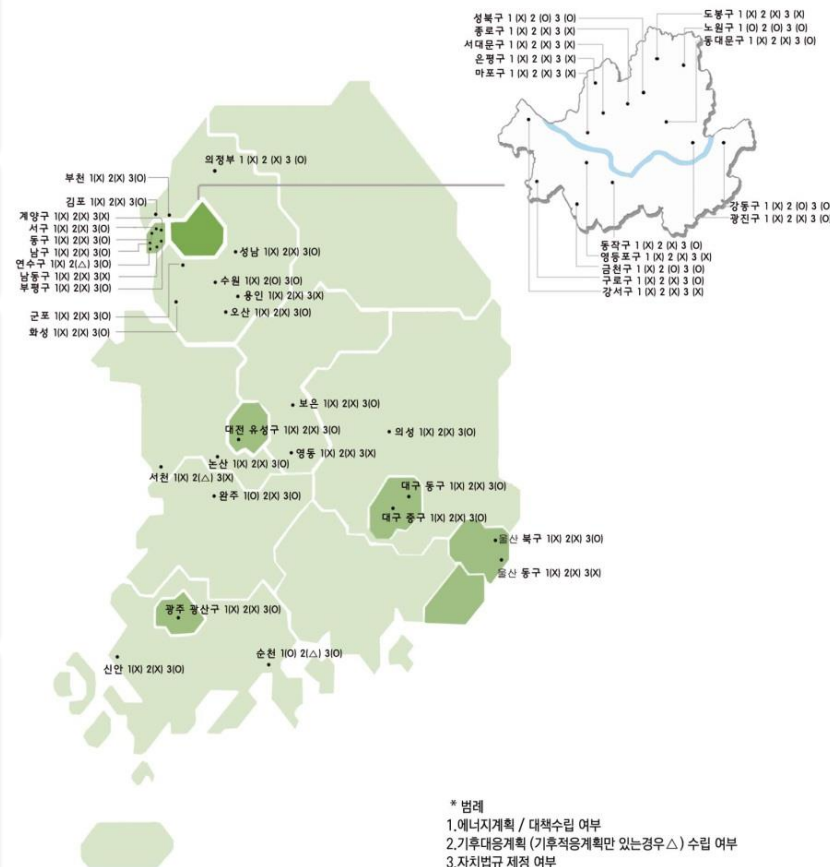 성북구 1 (X) 2 (O) 3 (O)
종로구 1 (X) 2 (X) 3 (X)
서대문구 1 (X) 2 (X) 3 (X)
은평구 1 (X) 2 (X) 3 (X)
마포구 1 (X) 2 (X) 3 (X)
도봉구 1 (X) 2 (X) 3 (X)
노원구 1 (O) 2 (O) 3 (O)
동대문구 1 (X) 2 (X) 3 (O)
강동구 1 (X) 2 (O) 3 (O)
광진구 1 (X) 2 (X) 3 (O)
동작구 1 (X) 2 (X) 3 (O)
영등포구 1 (X) 2 (X) 3 (X)
금천구 1 (X) 2 (O) 3 (O)
구로구 1 (X) 2 (X) 3 (O)
강서구 1 (X) 2 (X) 3 (X)
의정부 1 (X) 2 (X) 3 (O)
부천 1(X) 2(X) 3(O)
김포 1(X) 2(X) 3(O)
계양구 1(X) 2(X) 3(X)
서구 1(X) 2(X) 3(O)
동구 1(X) 2(X) 3(O)
남구 1(X) 2(X) 3(O)
연수구 1(X) 2(△) 3(O)
남동구 1(X) 2(X) 3(X)
부평구 1(X) 2(X) 3(O)
군포 1(X) 2(X) 3(O)
화성 1(X) 2(X) 3(O)
성남 1(X) 2(X) 3(O)
수원 1(X) 2(O) 3(O)
용인 1(X) 2(X) 3(X)
오산 1(X) 2(X) 3(O)
보은 1(X) 2(X) 3(O)
대전 유성구 1(X) 2(X) 3(O)
의성 1(X) 2(X) 3(O)
영동 1(X) 2(X) 3(X)
논산 1(X) 2(X) 3(O)
서천 1(X) 2(△) 3(X)
완주 1(O) 2(X) 3(O)
대구 동구 1(X) 2(X) 3(O)
대구 중구 1(X) 2(X) 3(O)
울산 북구 1(X) 2(X) 3(O)
울산 동구 1(X) 2(X) 3(X)
광주 광산구 1(X) 2(X) 3(O)
순천 1(O) 2(△) 3(O)
신안 1(X) 2(X) 3(O)
* 범례
1.에너지계획 / 대책수립 여부
2.기후대응계획 (기후적응계획만 있는경우△) 수립 여부
3.자치법규 제정 여부